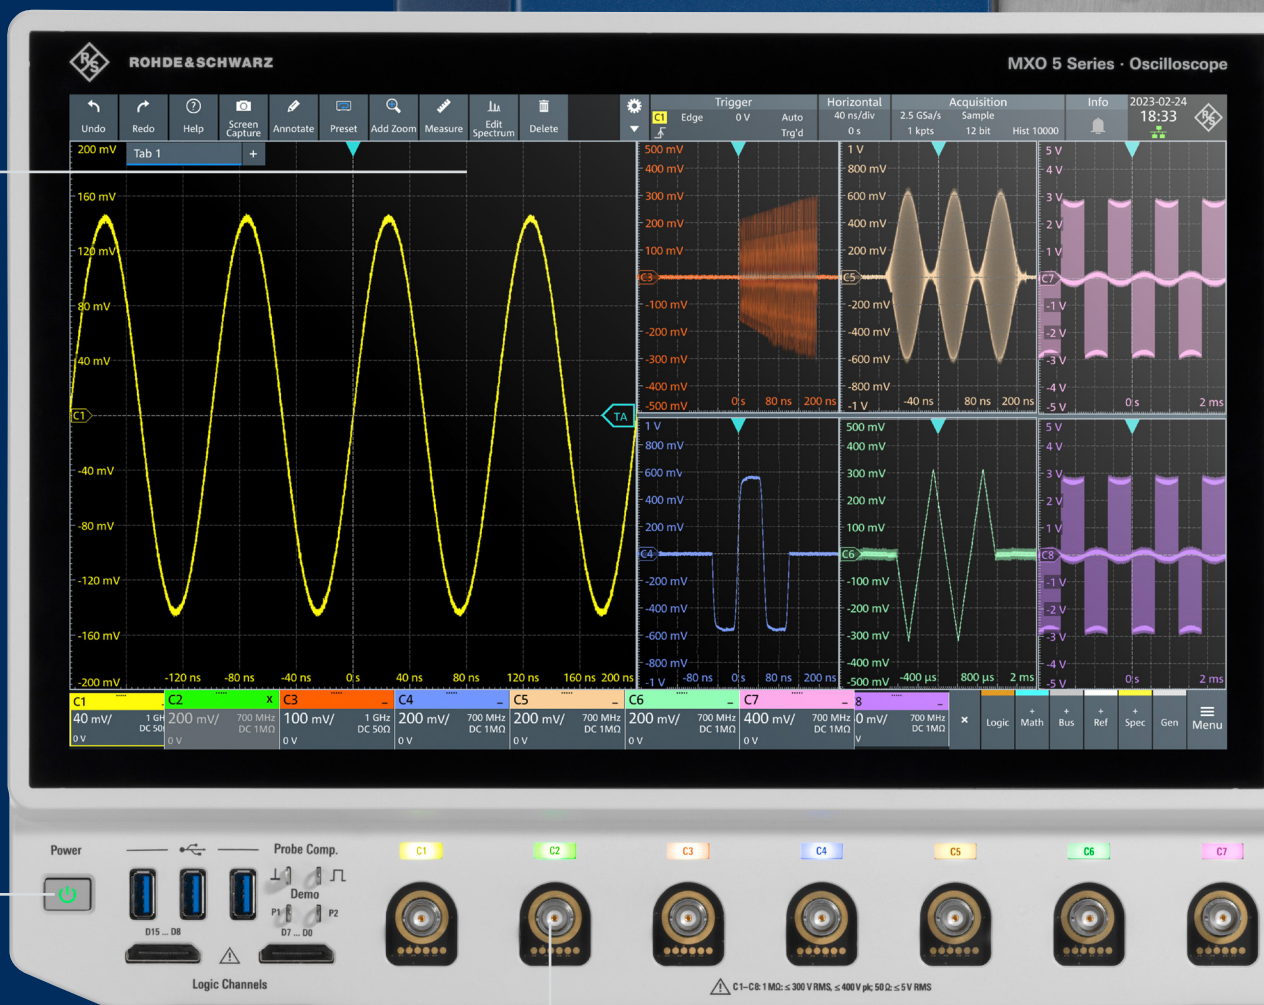 R&S ROHDE&SCHWARZ
MXO 5 Series · Oscilloscope
Undo Redo Help Screen Capture Annotate Preset Add Zoom Measure Edit Spectrum Delete
Trigger
C1 Edge 0 V Auto
Trg'd
Horizontal
40 ns/div
0 s
Acquisition
2.5 GSa/s Sample
1 kpts 12 bit Hist 10000
Info
2023-02-24
18:33
Tab 1 +
200 mV
160 mV
120 mV
80 mV
40 mV
C1
TA
-40 mV
-80 mV
-120 mV
-160 mV
-200 mV
-120 ns -80 ns -40 ns 0 s 40 ns 80 ns 120 ns 160 ns 200 ns
500 mV
400 mV
300 mV
200 mV
100 mV
C3
-100 mV
-200 mV
-300 mV
-400 mV
-500 mV
0 s 80 ns 200 ns
1 V
800 mV
600 mV
400 mV
200 mV
C5
-200 mV
-400 mV
-600 mV
-800 mV
-1 V
-40 ns 80 ns 200 ns
5 V
4 V
3 V
2 V
1 V
C7
-1 V
-2 V
-3 V
-4 V
-5 V
0 s 2 ms
1 V
800 mV
600 mV
400 mV
200 mV
C4
-200 mV
-400 mV
-600 mV
-800 mV
-1 V
-80 ns 0 s 80 ns 200 ns
500 mV
400 mV
300 mV
200 mV
100 mV
C6
-100 mV
-200 mV
-300 mV
-400 mV
-500 mV
-400 µs 800 µs 2 ms
5 V
4 V
3 V
2 V
1 V
C8
-1 V
-2 V
-3 V
-4 V
-5 V
0 s 2 ms
C1
40 mV/ 1 GH
DC 50
0 V
C2 x
200 mV/ 700 MHz
DC 1MΩ
0 V
C3
100 mV/ 1 GHz
DC 50Ω
0 V
C4
200 mV/ 700 MHz
DC 1MΩ
0 V
C5
200 mV/ 700 MHz
DC 1MΩ
0 V
C6
200 mV/ 700 MHz
DC 1MΩ
0 V
C7
400 mV/ 700 MHz
DC 1MΩ
0 V
8
0 mV/ 700 MHz
DC 1MΩ
V
×
Logic
+ Math
+ Bus
+ Ref
+ Spec
Gen
Menu
Power
Probe Comp.
Demo
P1 P2
D15 ... D8 D7 ... D0
Logic Channels
C1 C2 C3 C4 C5 C6 C7
C1–C8: 1 MΩ: ≤ 300 V RMS, ≤ 400 V pk; 50 Ω: ≤ 5 V RMS